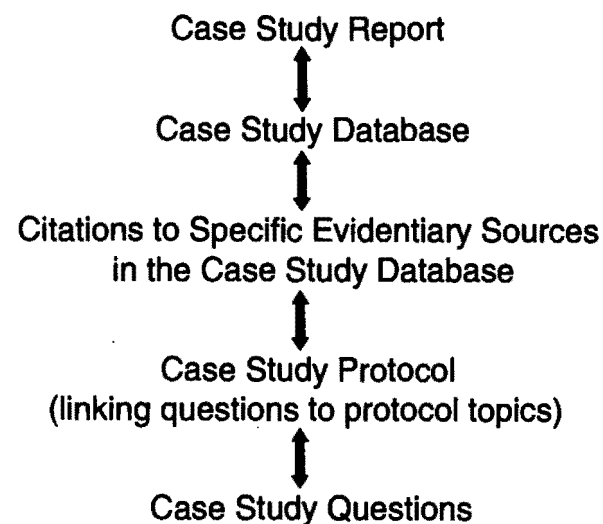 Case Study Report
Case Study Database
Citations to Specific Evidentiary Sources
in the Case Study Database
Case Study Protocol
(linking questions to protocol topics)
Case Study Questions